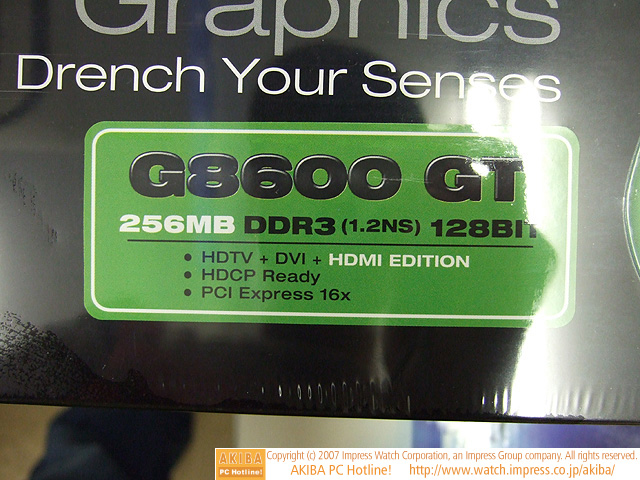 Graphics
Drench Your Senses
G8600 GT
256MB DDR3 (1.2NS) 128BIT
• HDTV + DVI + HDMI EDITION
• HDCP Ready
• PCI Express 16x
AKIBA
PC Hotline!
Copyright (c) 2007 Impress Watch Corporation, an Impress Group company. All rights reserved.
AKIBA PC Hotline! http://www.watch.impress.co.jp/akiba/